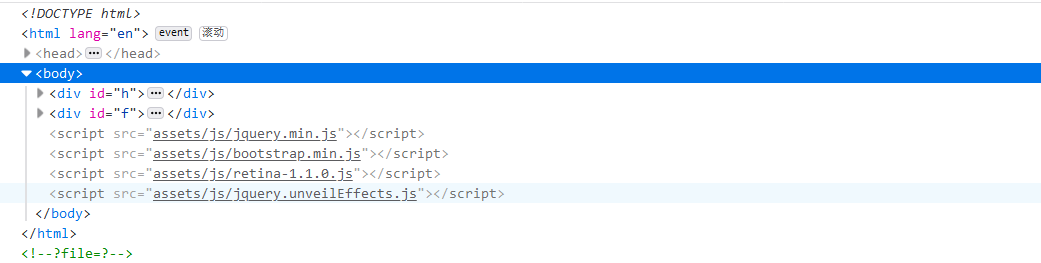 <!DOCTYPE html>
<html lang="en"> event 滚动
<head> ••• </head>
<body>
<div id="h"> ••• </div>
<div id="f"> ••• </div>
<script src="assets/js/jquery.min.js"></script>
<script src="assets/js/bootstrap.min.js"></script>
<script src="assets/js/retina-1.1.0.js"></script>
<script src="assets/js/jquery.unveilEffects.js"></script>
</body>
</html>
<!--?file=?-->